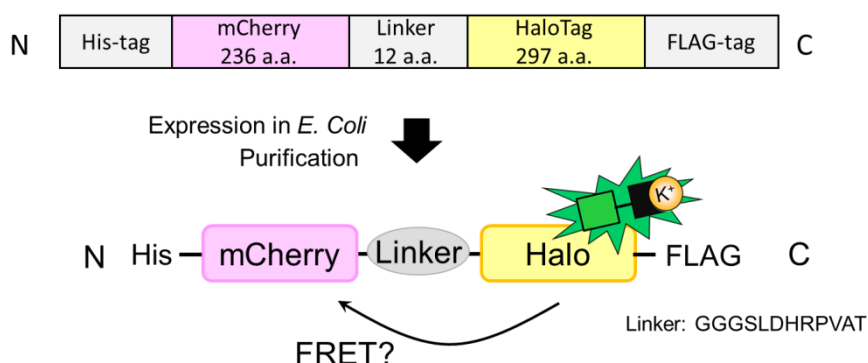 N His-tag mCherry Linker HaloTag FLAG-tag C
236 a.a. 12 a.a. 297 a.a.
Expression in E. Coli
Purification
K+
N His mCherry Linker Halo FLAG C
Linker: GGGSLDHRPVAT
FRET?